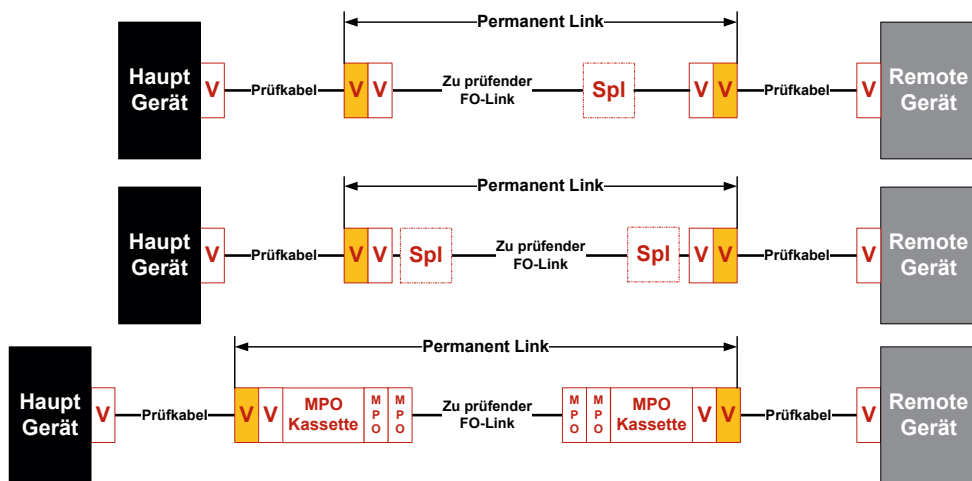 Permanent Link
Haupt Gerät V Prüfkabel V V Zu prüfender FO-Link Spl V V Prüfkabel V Remote Gerät
Permanent Link
Haupt Gerät V Prüfkabel V V Spl Zu prüfender FO-Link Spl V V Prüfkabel V Remote Gerät
Permanent Link
Haupt Gerät V Prüfkabel V V MPO Kassette MPO MPO Zu prüfender FO-Link MPO MPO MPO Kassette V V Prüfkabel V Remote Gerät